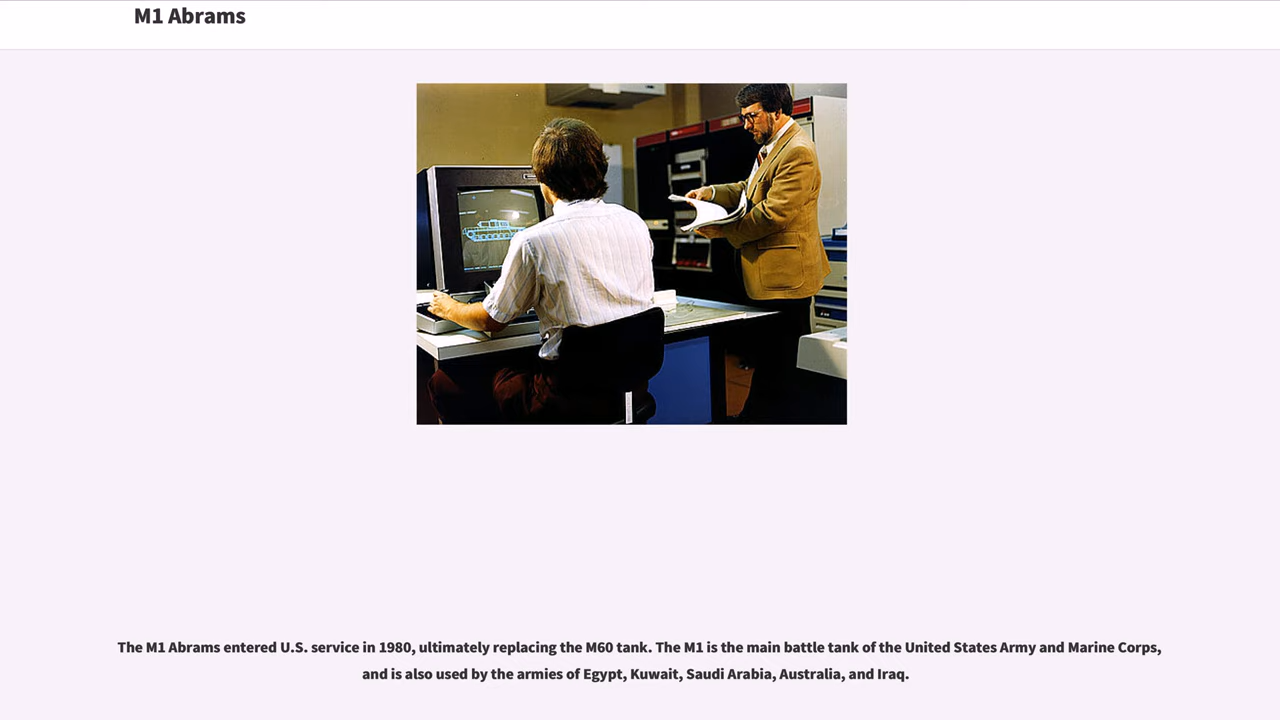 M1 Abrams
The M1 Abrams entered U.S. service in 1980, ultimately replacing the M60 tank. The M1 is the main battle tank of the United States Army and Marine Corps,
and is also used by the armies of Egypt, Kuwait, Saudi Arabia, Australia, and Iraq.